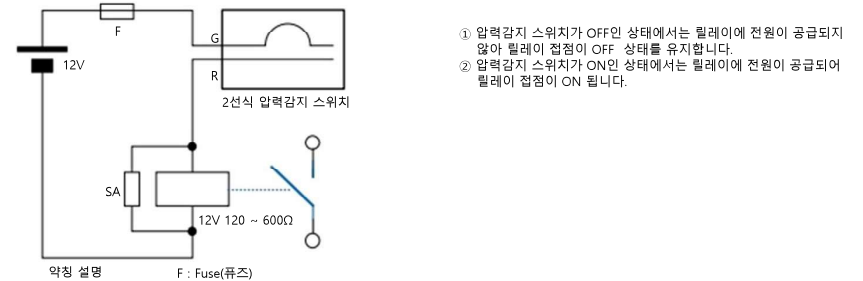 F
G
12V
R
2선식 압력감지 스위치
SA
12V 120 ~ 600Ω
약칭 설명
F : Fuse(퓨즈)
① 압력감지 스위치가 OFF인 상태에서는 릴레이에 전원이 공급되지
않아 릴레이 접점이 OFF 상태를 유지합니다.
② 압력감지 스위치가 ON인 상태에서는 릴레이에 전원이 공급되어
릴레이 접점이 ON 됩니다.